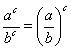 a^c / b^c = (a / b)^c